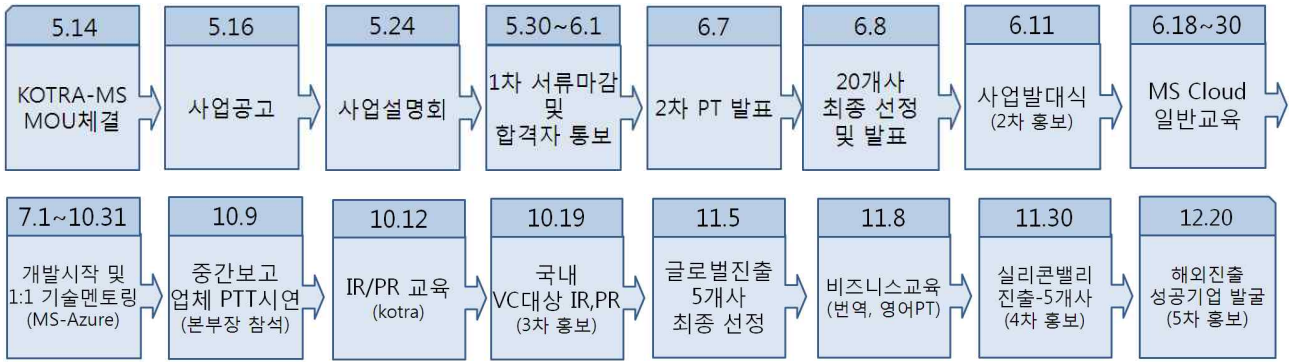 5.14
KOTRA-MS
MOU체결
5.16
사업공고
5.24
사업설명회
5.30~6.1
1차 서류마감
및
합격자 통보
6.7
2차 PT 발표
6.8
20개사
최종 선정
및 발표
6.11
사업발대식
(2차 홍보)
6.18~30
MS Cloud
일반교육
7.1~10.31
개발시작 및
1:1 기술멘토링
(MS-Azure)
10.9
중간보고
업체 PTT시연
(본부장 참석)
10.12
IR/PR 교육
(kotra)
10.19
국내
VC대상 IR,PR
(3차 홍보)
11.5
글로벌진출
5개사
최종 선정
11.8
비즈니스교육
(번역, 영어PT)
11.30
실리콘밸리
진출-5개사
(4차 홍보)
12.20
해외진출
성공기업 발굴
(5차 홍보)